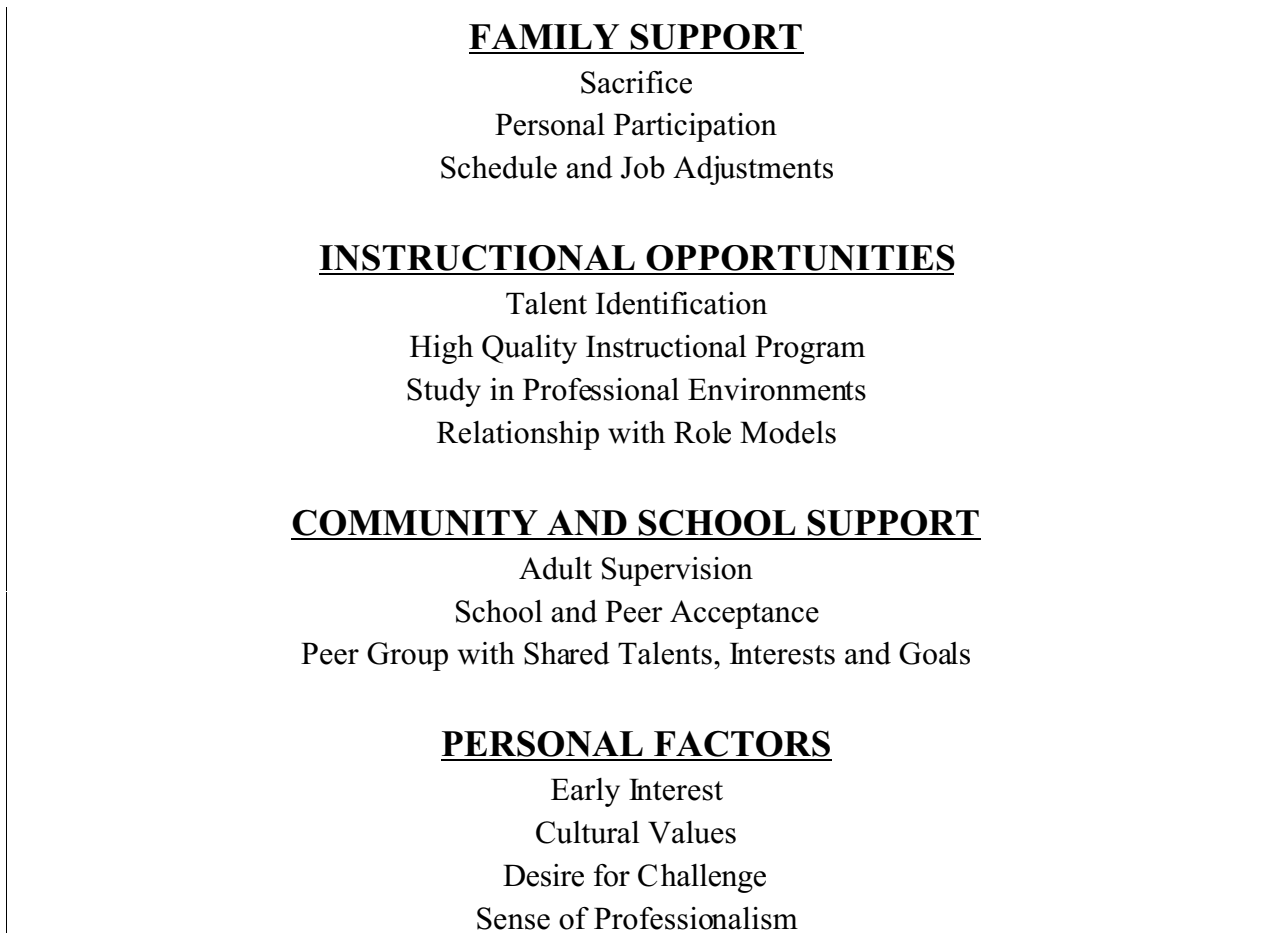 FAMILY SUPPORT
Sacrifice
Personal Participation
Schedule and Job Adjustments
INSTRUCTIONAL OPPORTUNITIES
Talent Identification
High Quality Instructional Program
Study in Professional Environments
Relationship with Role Models
COMMUNITY AND SCHOOL SUPPORT
Adult Supervision
School and Peer Acceptance
Peer Group with Shared Talents, Interests and Goals
PERSONAL FACTORS
Early Interest
Cultural Values
Desire for Challenge
Sense of Professionalism